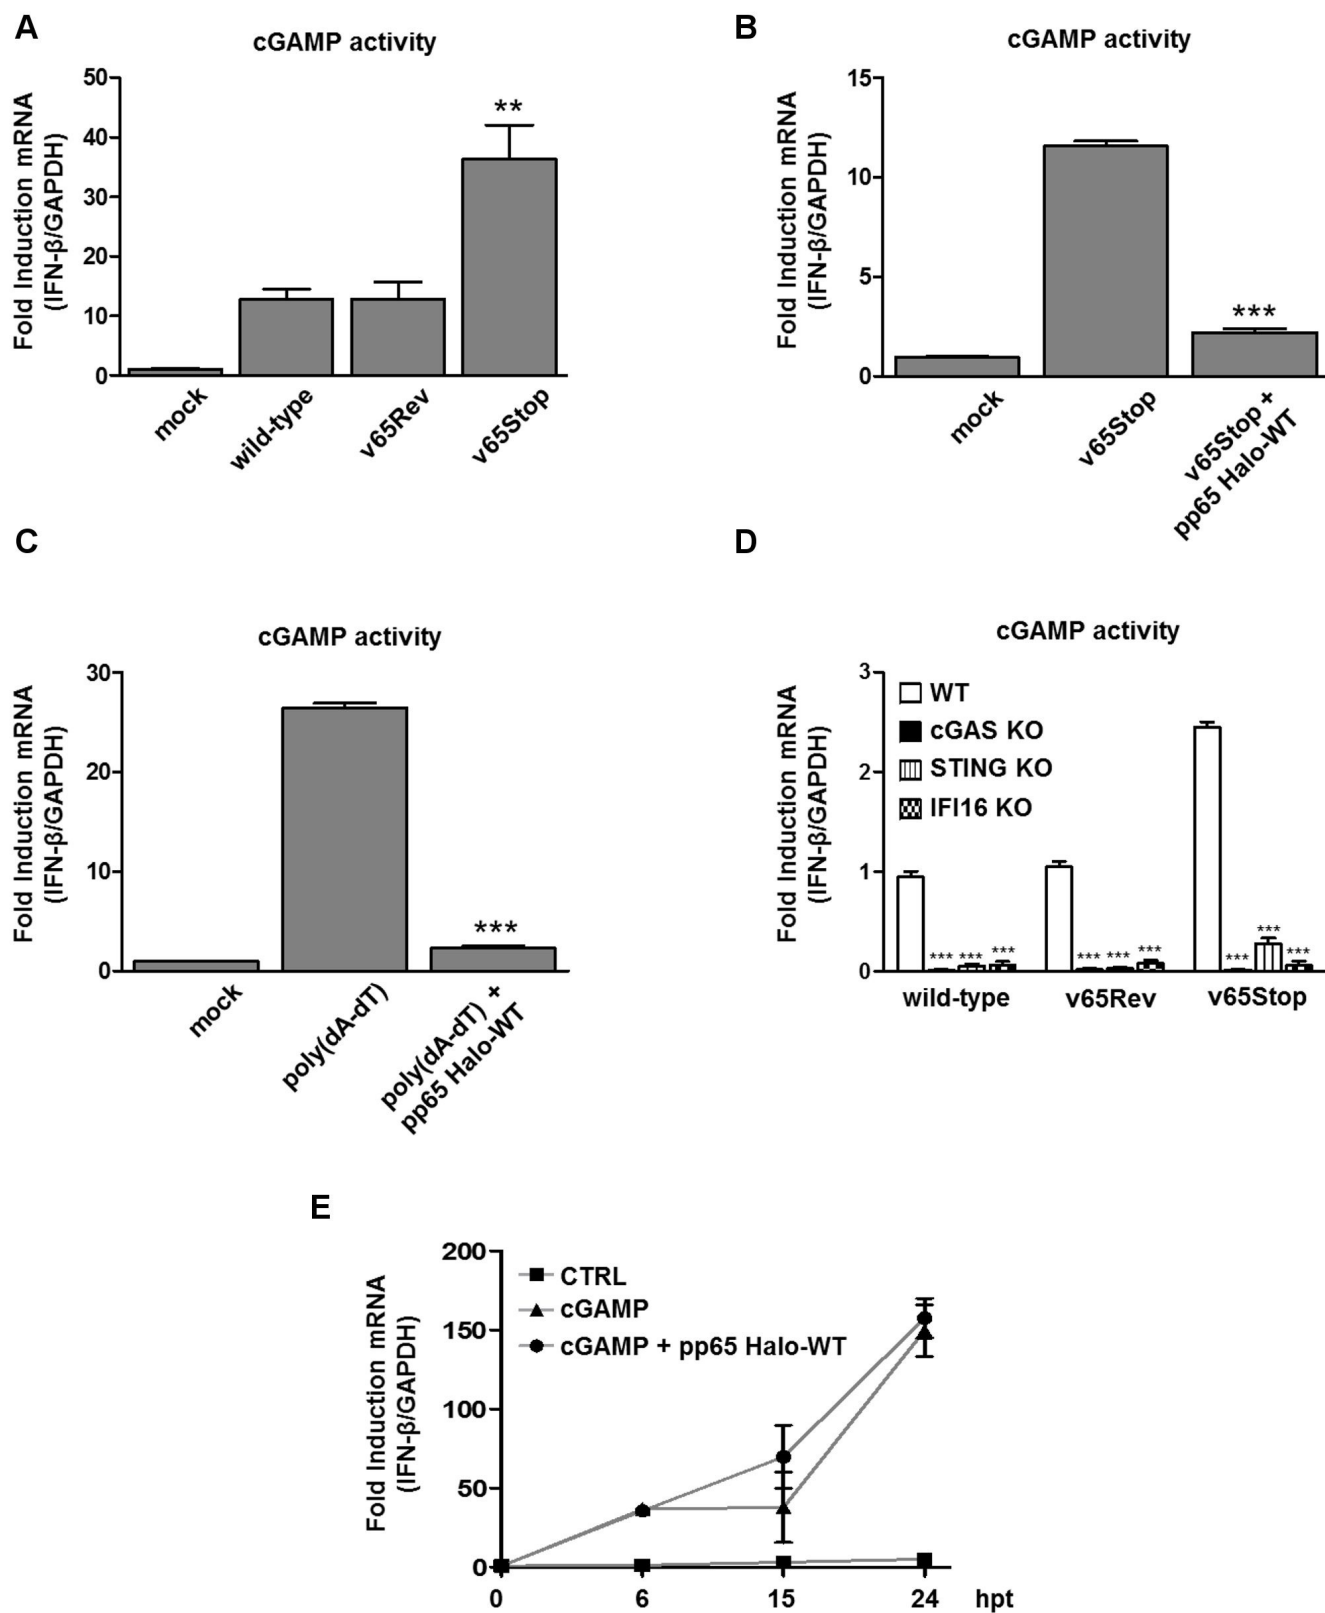 A
cGAMP activity
Fold Induction mRNA
(IFN-β/GAPDH)
50
40
30
20
10
0
**
mock
wild-type
v65Rev
v65Stop
B
cGAMP activity
Fold Induction mRNA
(IFN-β/GAPDH)
15
10
5
0
***
mock
v65Stop
v65Stop +
pp65 Halo-WT
C
cGAMP activity
Fold Induction mRNA
(IFN-β/GAPDH)
30
20
10
0
***
mock
poly(dA-dT)
poly(dA-dT) +
pp65 Halo-WT
D
cGAMP activity
Fold Induction mRNA
(IFN-β/GAPDH)
3
2
1
0
WT
cGAS KO
STING KO
IFI16 KO
*** *** ***
*** *** ***
*** *** ***
wild-type v65Rev v65Stop
E
Fold Induction mRNA
(IFN-β/GAPDH)
200
150
100
50
0
CTRL
cGAMP
cGAMP + pp65 Halo-WT
0 6 15 24 hpt